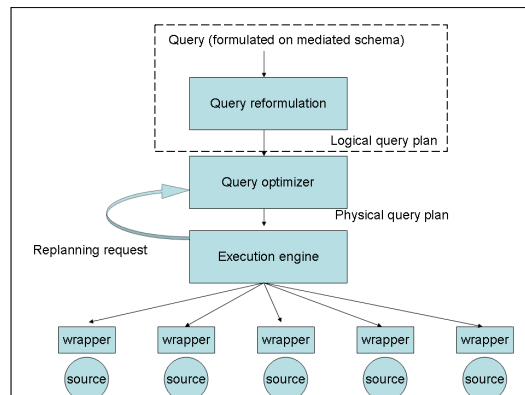 Query (formulated on mediated schema)
Query reformulation
Logical query plan
Query optimizer
Physical query plan
Replanning request
Execution engine
wrapper wrapper wrapper wrapper wrapper
source source source source source